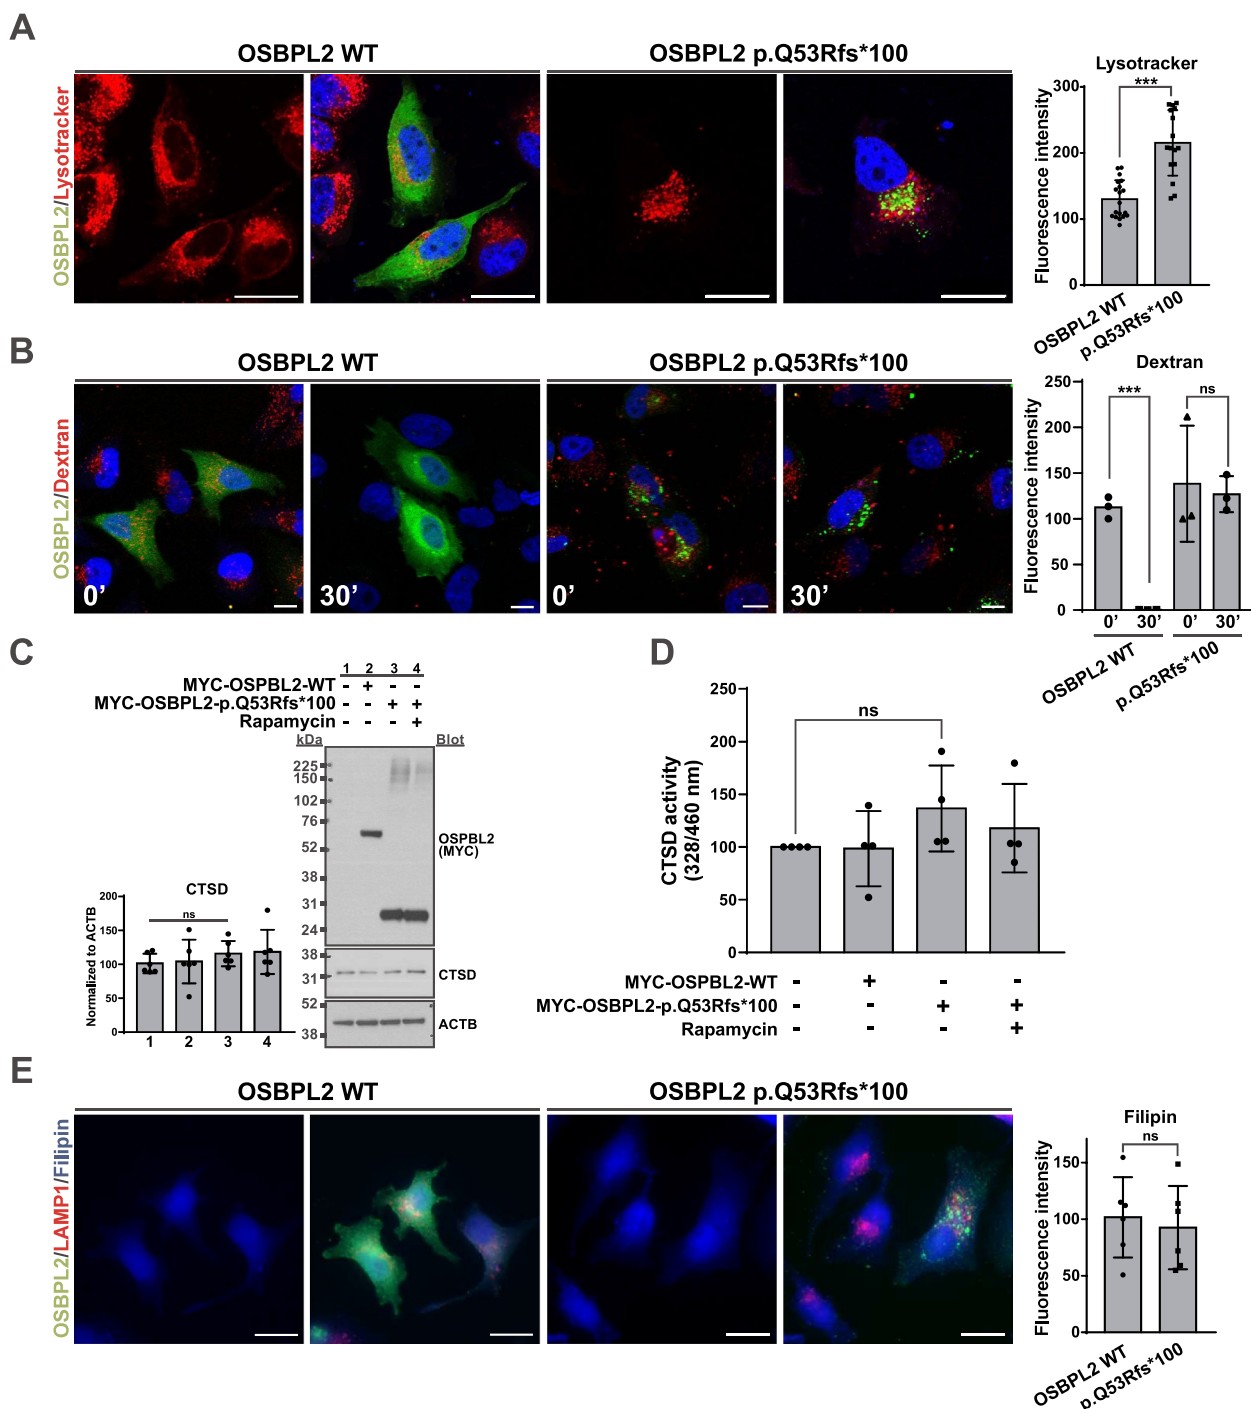 A
OSBPL2 WT
OSBPL2 p.Q53Rfs*100
OSBPL2/Lysotracker
Lysotracker
***
Fluorescence intensity
300
200
100
0
OSBPL2 WT
p.Q53Rfs*100
B
OSBPL2 WT
OSBPL2 p.Q53Rfs*100
OSBPL2/Dextran
0’
30’
0’
30’
Dextran
***
ns
Fluorescence intensity
250
200
150
100
50
0
0’ 30’ 0’ 30’
OSBPL2 WT
p.Q53Rfs*100
C
1 2 3 4
MYC-OSPBL2-WT - + - -
MYC-OSBPL2-p.Q53Rfs*100 - - + +
Rapamycin - - - +
kDa
Blot
225
150
102
76
52
38
31
24
OSPBL2
(MYC)
38
31
CTSD
52
38
ACTB
CTSD
ns
Normalized to ACTB
200
150
100
50
0
1 2 3 4
D
ns
CTSD activity
(328/460 nm)
250
200
150
100
50
0
MYC-OSPBL2-WT - + - -
MYC-OSBPL2-p.Q53Rfs*100 - - + +
Rapamycin - - - +
E
OSBPL2 WT
OSBPL2 p.Q53Rfs*100
OSBPL2/LAMP1/Filipin
Filipin
ns
Fluorescence intensity
150
100
50
0
OSBPL2 WT
p.Q53Rfs*100